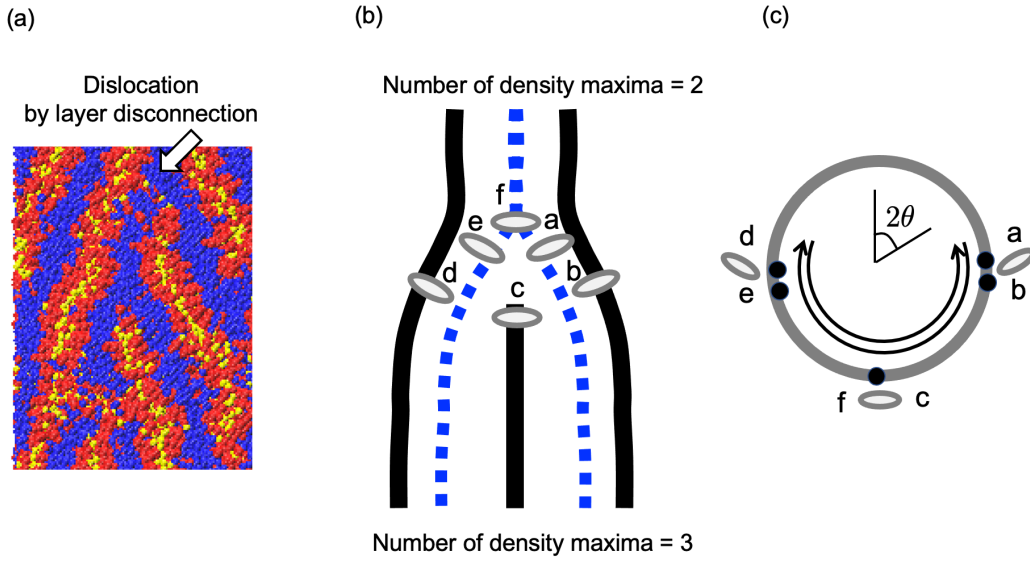 (a)
Dislocation
by layer disconnection
(b)
Number of density maxima = 2
f
e
a
d
b
c
Number of density maxima = 3
(c)
2θ
d
a
e
b
f
c